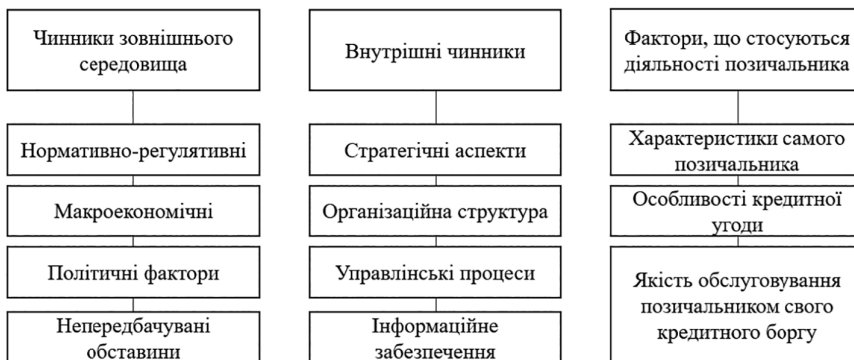 Чинники зовнішнього
середовища
Нормативно-регулятивні
Макроекономічні
Політичні фактори
Непередбачувані
обставини
Внутрішні чинники
Стратегічні аспекти
Організаційна структура
Управлінські процеси
Інформаційне
забезпечення
Фактори, що стосуються
діяльності позичальника
Характеристики самого
позичальника
Особливості кредитної
угоди
Якість обслуговування
позичальником свого
кредитного боргу